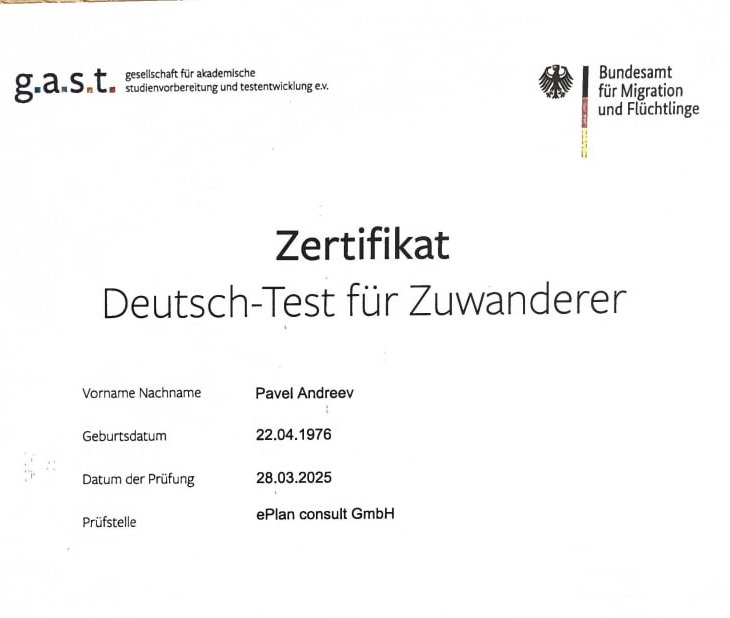 g.a.s.t. gesellschaft für akademische
studienvorbereitung und testentwicklung e.v.
Bundesamt
für Migration
und Flüchtlinge
Zertifikat
Deutsch-Test für Zuwanderer
Vorname Nachname Pavel Andreev
Geburtsdatum 22.04.1976
Datum der Prüfung 28.03.2025
Prüfstelle ePlan consult GmbH